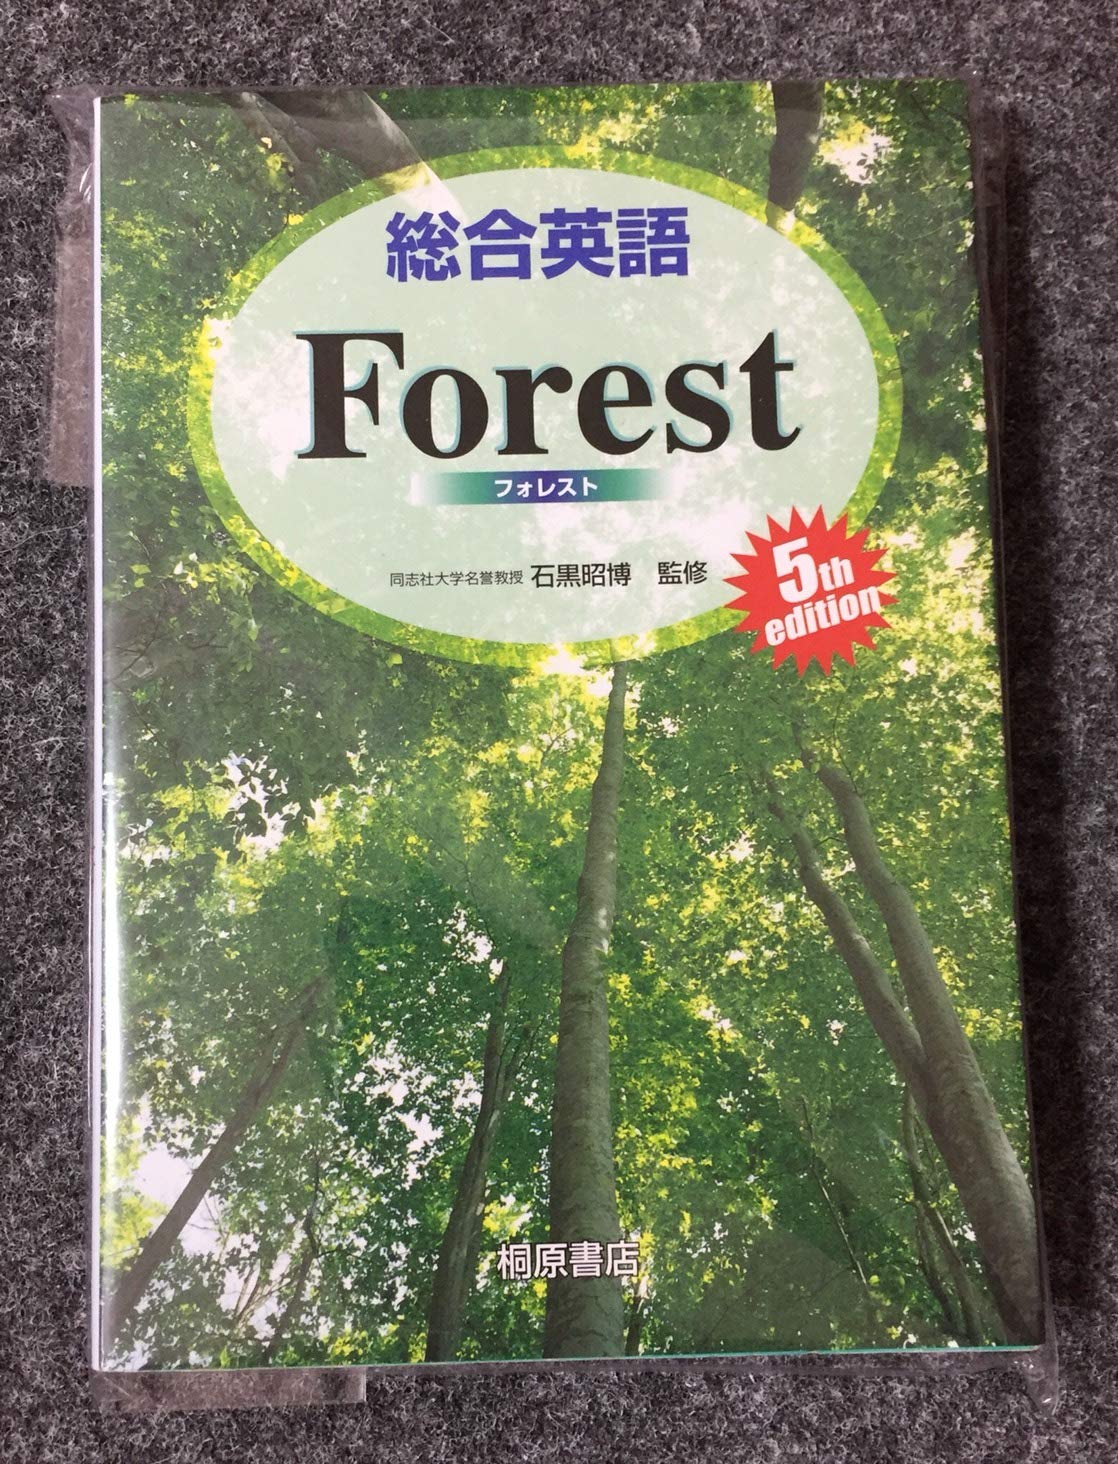 総合英語
Forest
フォレスト
同志社大学名誉教授 石黒昭博 監修
5th
edition
桐原書店